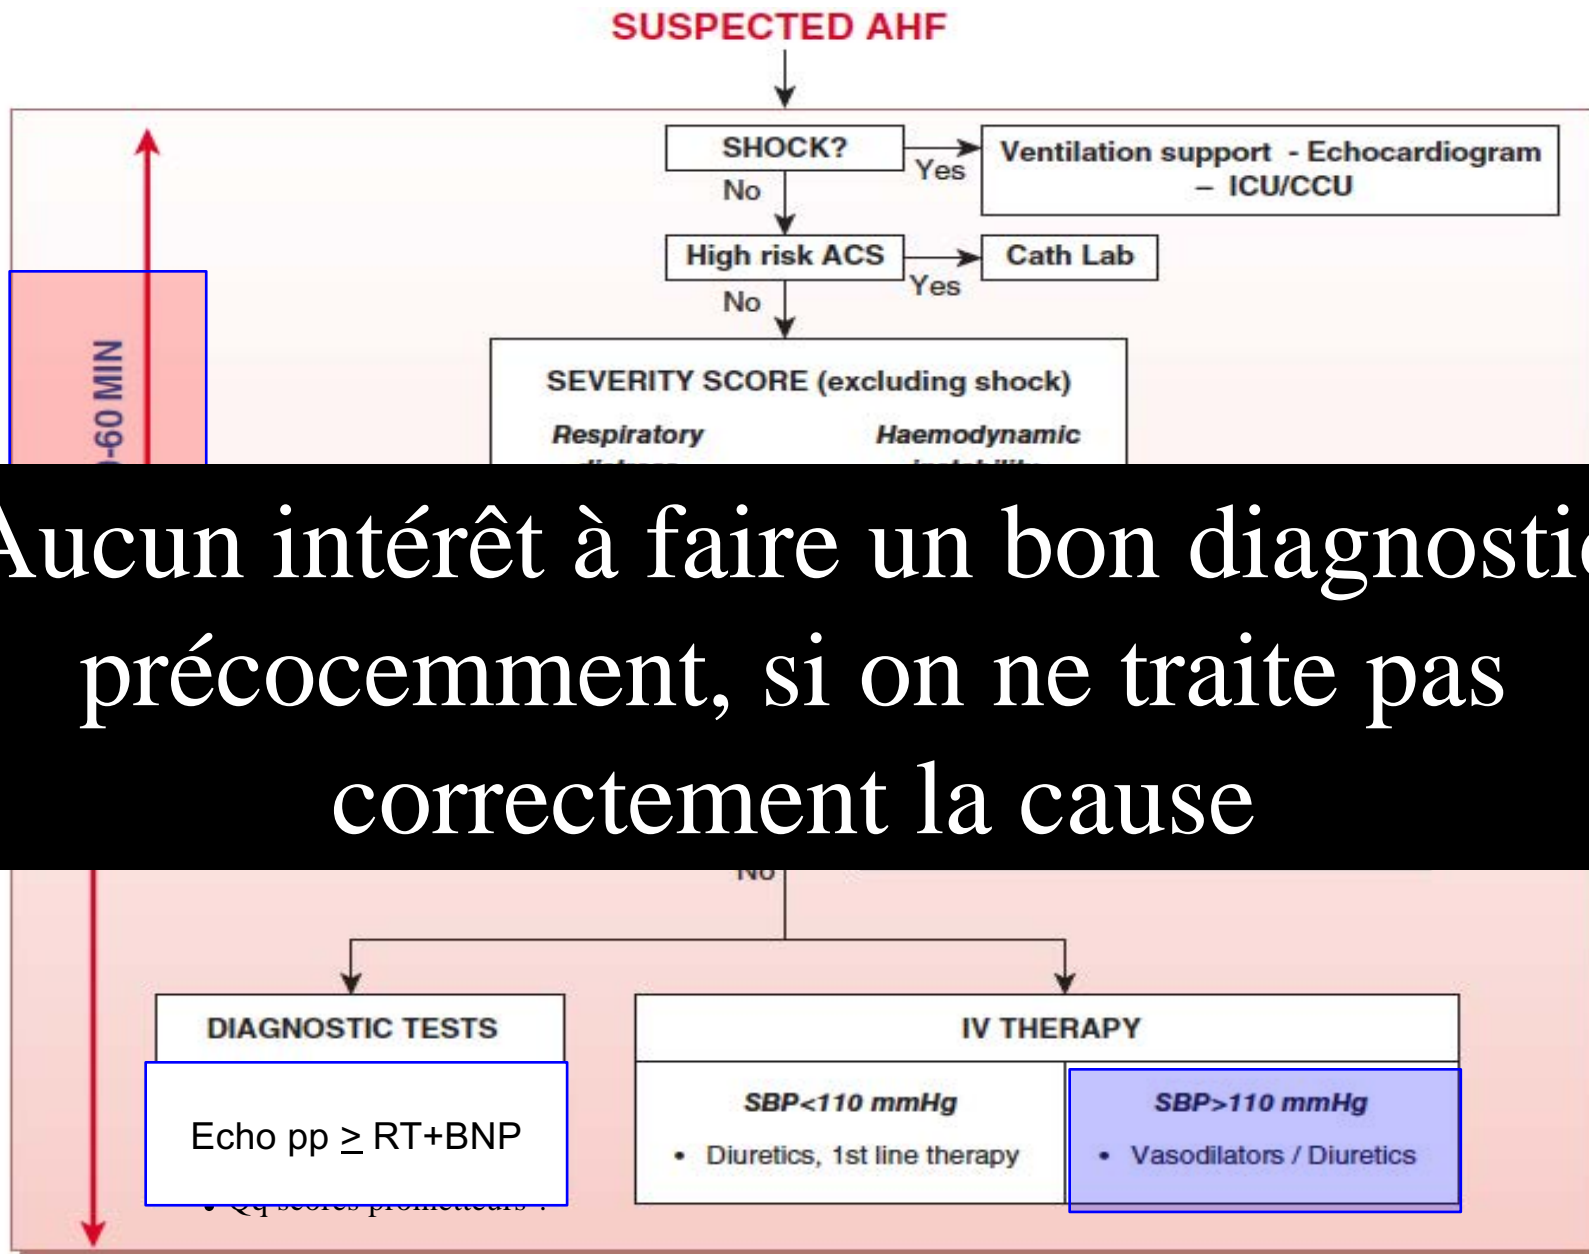 SUSPECTED AHF
SHOCK?
Yes
Ventilation support - Echocardiogram
– ICU/CCU
No
High risk ACS
Yes
Cath Lab
No
-60 MIN
SEVERITY SCORE (excluding shock)
Respiratory
Haemodynamic
Aucun intérêt à faire un bon diagnostic
précocemment, si on ne traite pas
correctement la cause
No
DIAGNOSTIC TESTS
Echo pp ≥ RT+BNP
IV THERAPY
SBP<110 mmHg
• Diuretics, 1st line therapy
SBP>110 mmHg
• Vasodilators / Diuretics